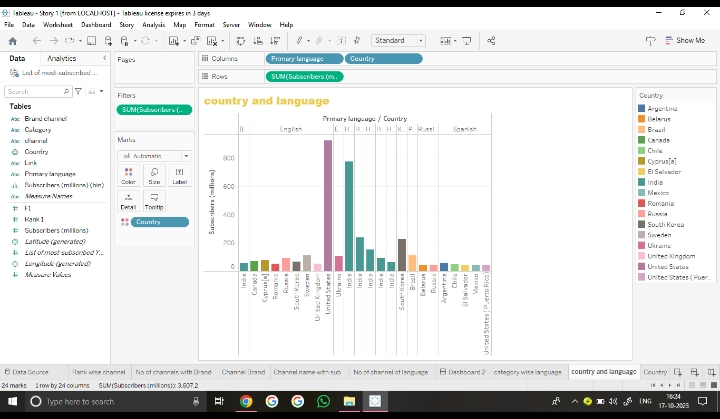 Tableau - Story 1 [from LOCALHOST] - Tableau license expires in 3 days
File Data Worksheet Dashboard Story Analysis Map Format Server Window Help
Standard
Show Me
Data Analytics
List of most-subscribed ...
Search
Tables
Abc Brand channel
Abc Category
Abc channel
Country
Abc Link
Abc Primary language
Subscribers (millions) (bin)
Abc Measure Names
# F1
# Rank 1
# Subscribers (millions)
Latitude (generated)
# List of most-subscribed Y...
Longitude (generated)
# Measure Values
Pages
Filters
SUM(Subscribers (..
Marks
Automatic
Color Size Label
Detail Tooltip
Country
Columns Primary language Country
Rows SUM(Subscribers (m..
country and language
Primary language / Country
B.. English E.. H H.. H.. H.. H.. K.. P Russi Spanish
Subscribers (millions)
800
600
400
200
0
India
Canada
Cyprus[a]
Romania
Russia
South Korea
Sweden
United Kingdom
United States
Ukraine
India
India
India
India
India
South Korea
Brazil
Belarus
Russia
Argentina
Chile
El Salvador
Mexico
United States ( Puerto Rico)
Country
Argentina
Belarus
Brazil
Canada
Chile
Cyprus[a]
El Salvador
India
Mexico
Romania
Russia
South Korea
Sweden
Ukraine
United Kingdom
United States
United States ( Puer..
Data Source Rank wise channel No of channels with Brand Channel Brand Channel name with sub No of channel of language Dashboard 2 category wise language country and language Country
24 marks 1 row by 24 columns SUM(Subscribers (millions)): 3,607.2
Type here to search
ENG
16:24
17-10-2023